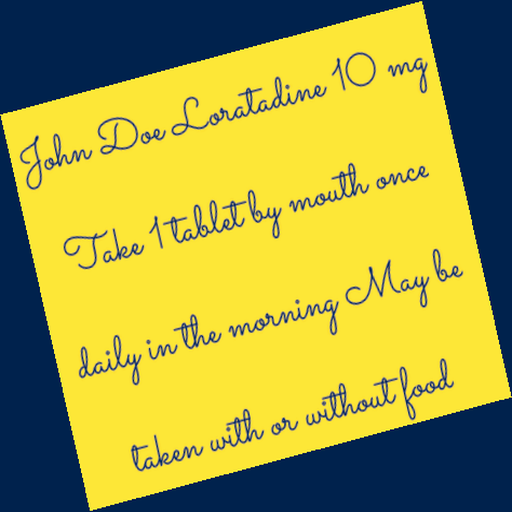 John Doe Loratadine 10 mg
Take 1 tablet by mouth once
daily in the morning May be
taken with or without food